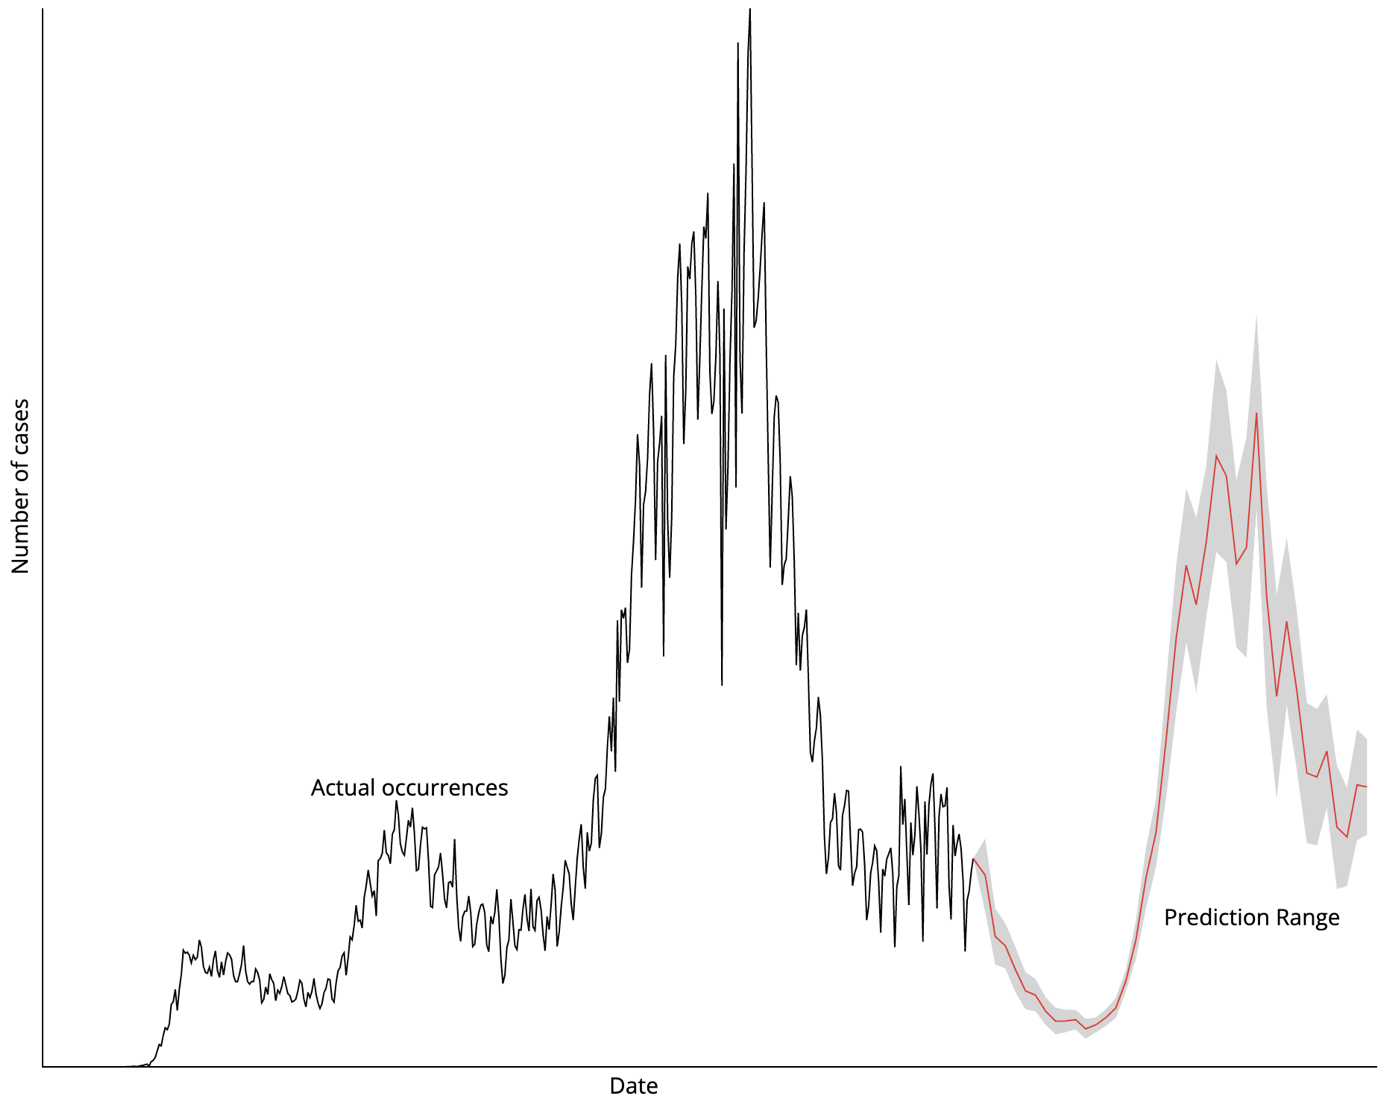 Number of cases
Actual occurrences
Prediction Range
Date